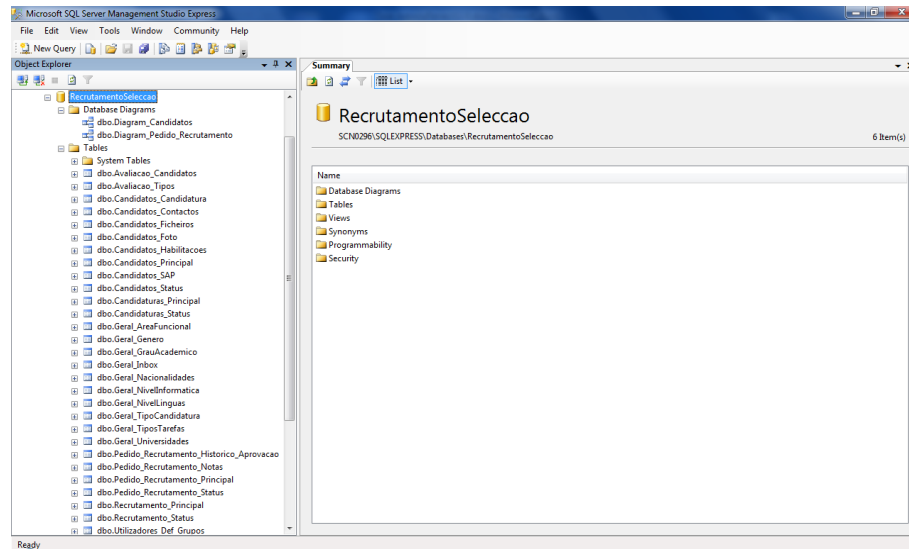 Microsoft SQL Server Management Studio Express
File Edit View Tools Window Community Help
New Query
Object Explorer
RecrutamentoSeleccao
Database Diagrams
dbo.Diagram_Candidatos
dbo.Diagram_Pedido_Recrutamento
Tables
System Tables
dbo.Avaliacao_Candidatos
dbo.Avaliacao_Tipos
dbo.Candidatos_Candidatura
dbo.Candidatos_Contactos
dbo.Candidatos_Ficheiros
dbo.Candidatos_Foto
dbo.Candidatos_Habilitacoes
dbo.Candidatos_Principal
dbo.Candidatos_SAP
dbo.Candidatos_Status
dbo.Candidaturas_Principal
dbo.Candidaturas_Status
dbo.Geral_AreaFuncional
dbo.Geral_Genero
dbo.Geral_GrauAcademico
dbo.Geral_Inbox
dbo.Geral_Nacionalidades
dbo.Geral_NivelInformatica
dbo.Geral_NivelLinguas
dbo.Geral_TipoCandidatura
dbo.Geral_TiposTarefas
dbo.Geral_Universidades
dbo.Pedido_Recrutamento_Historico_Aprovacao
dbo.Pedido_Recrutamento_Notas
dbo.Pedido_Recrutamento_Principal
dbo.Pedido_Recrutamento_Status
dbo.Recrutamento_Principal
dbo.Recrutamento_Status
dbo.Utilizadores_Def_Grupos
Summary
List
RecrutamentoSeleccao
SCN0296\SQLEXPRESS\Databases\RecrutamentoSeleccao 6 Item(s)
Name
Database Diagrams
Tables
Views
Synonyms
Programmability
Security
Ready